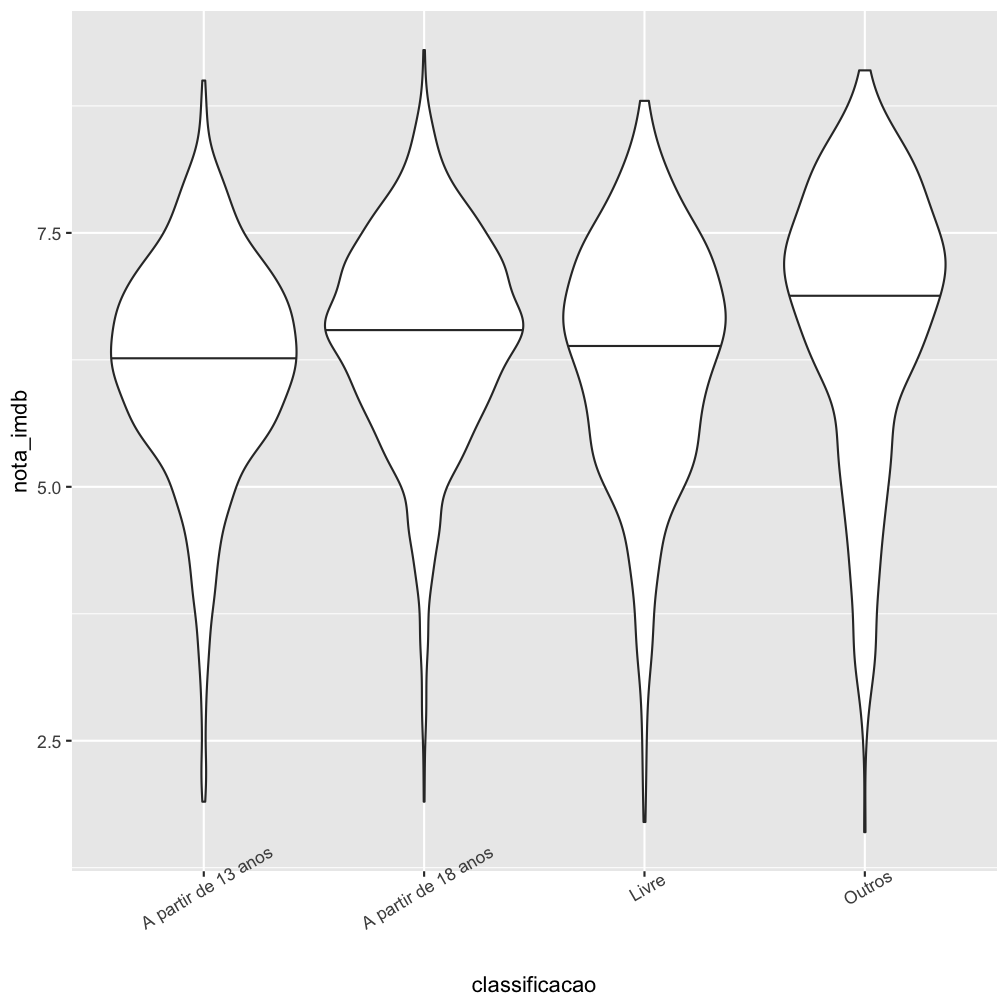 7.5
5.0
2.5
nota_imdb
A partir de 13 anos
A partir de 18 anos
Livre
Outros
classificacao